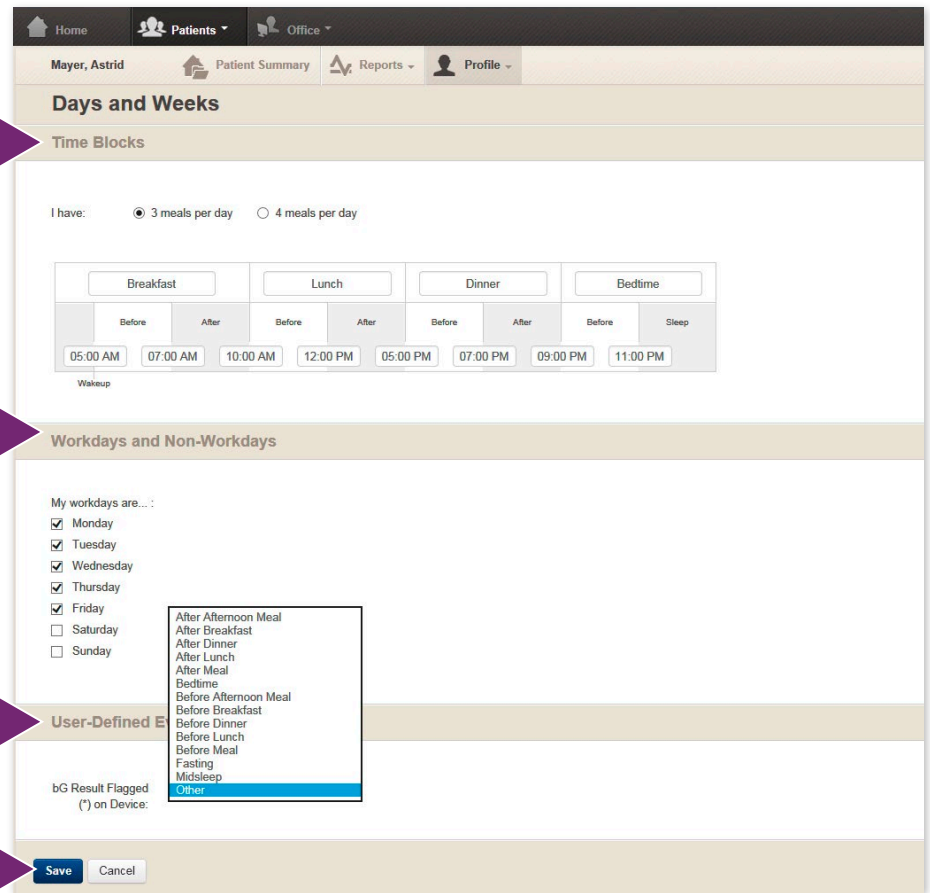 Home Patients Office
Mayer, Astrid Patient Summary Reports Profile
Days and Weeks
Time Blocks
I have: 3 meals per day 4 meals per day
Breakfast Lunch Dinner Bedtime
Before After Before After Before After Before Sleep
05:00 AM 07:00 AM 10:00 AM 12:00 PM 05:00 PM 07:00 PM 09:00 PM 11:00 PM
Wakeup
Workdays and Non-Workdays
My workdays are... :
Monday
Tuesday
Wednesday
Thursday
Friday
Saturday
Sunday
After Afternoon Meal
After Breakfast
After Dinner
After Lunch
After Meal
Bedtime
Before Afternoon Meal
Before Breakfast
Before Dinner
Before Lunch
Before Meal
Fasting
Midsleep
Other
User-Defined
bG Result Flagged
(*) on Device:
Save Cancel